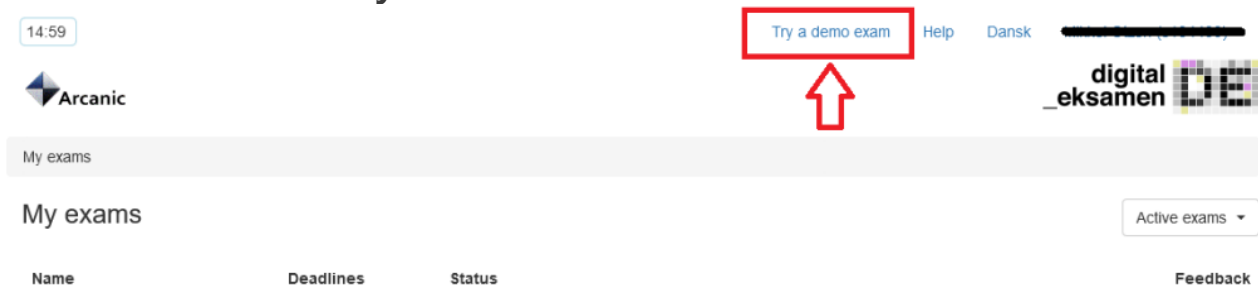 14:59
Try a demo exam Help Dansk
Arcanic
digital
_eksamen DE
My exams
My exams
Active exams
Name Deadlines Status Feedback